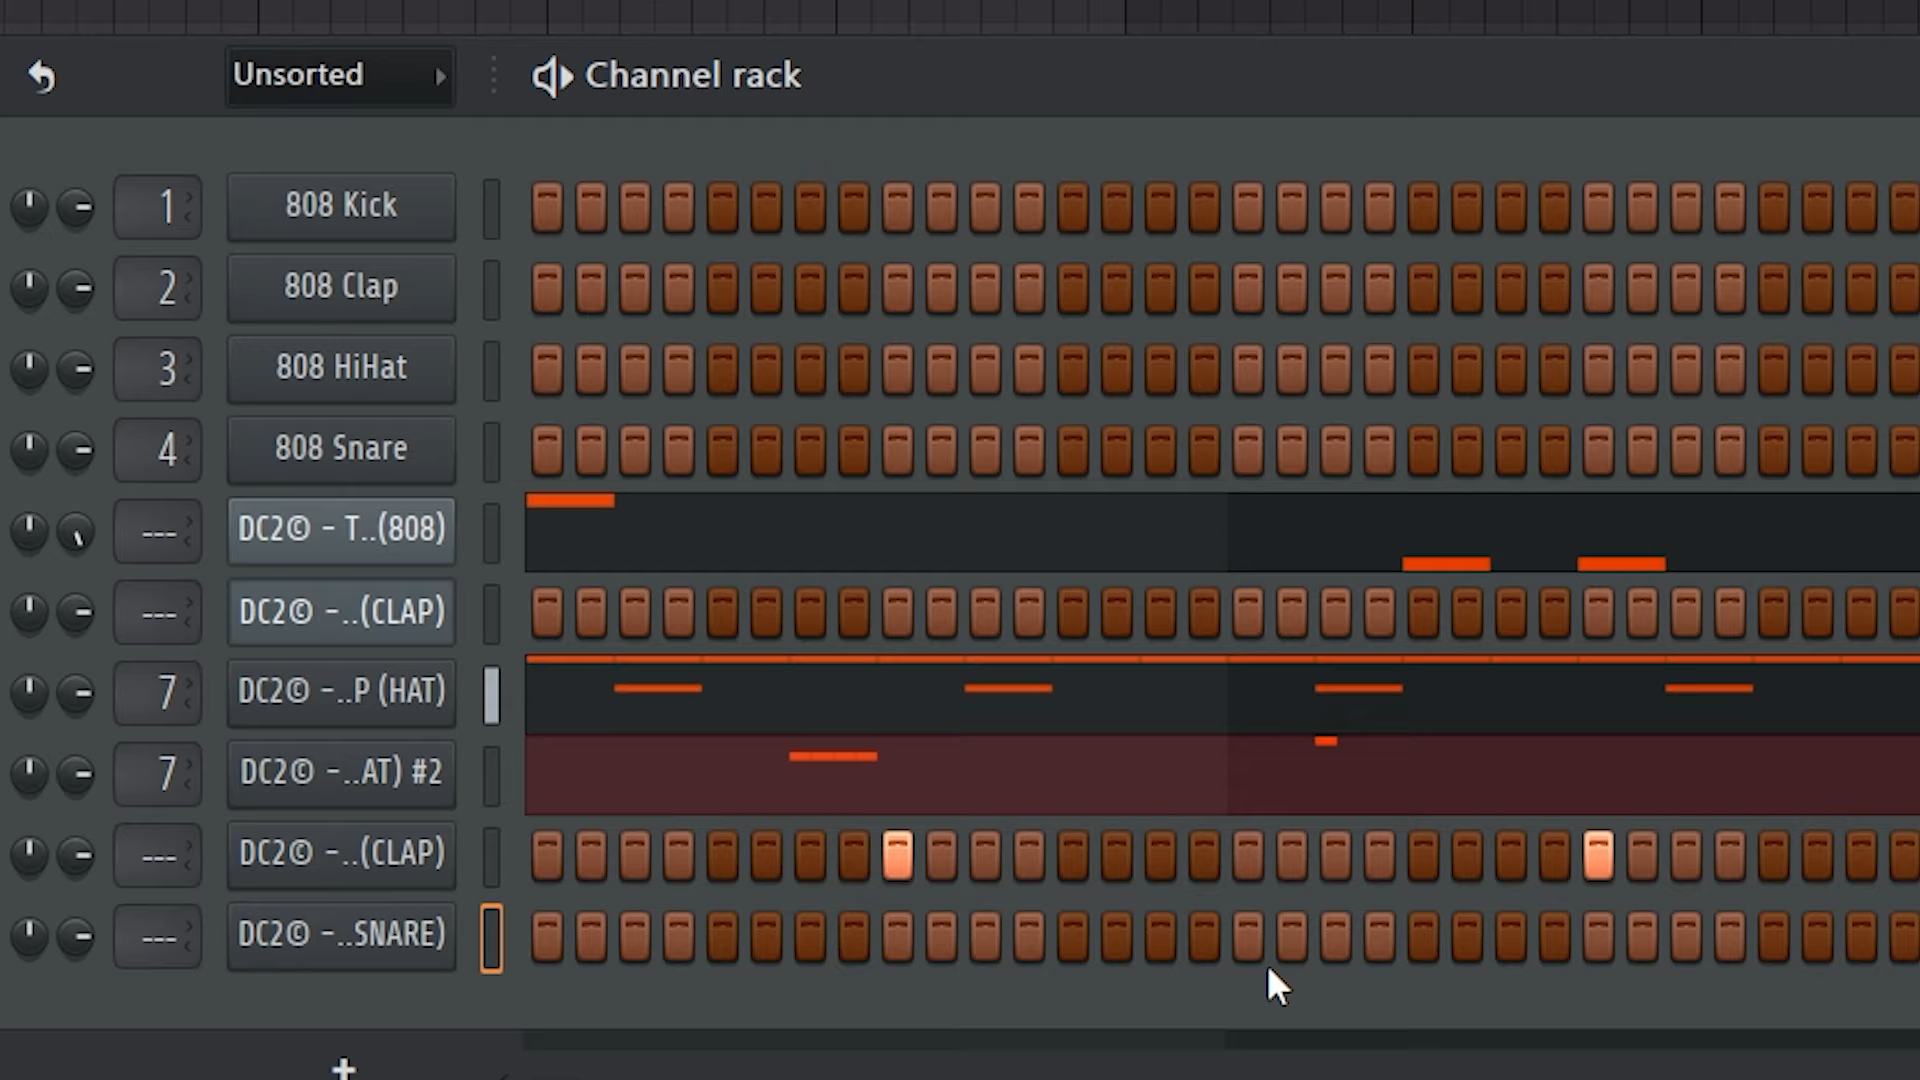 Unsorted
Channel rack
1 808 Kick
2 808 Clap
3 808 HiHat
4 808 Snare
--- DC2© - T..(808)
--- DC2© -..(CLAP)
7 DC2© -..P (HAT)
7 DC2© -..AT) #2
--- DC2© -..(CLAP)
--- DC2© -..SNARE)
+